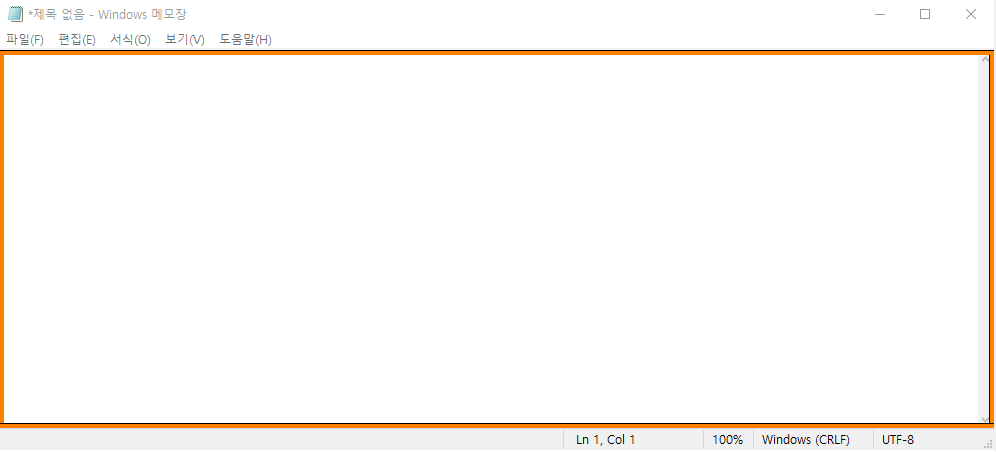 *제목 없음 - Windows 메모장
파일(F) 편집(E) 서식(O) 보기(V) 도움말(H)
Ln 1, Col 1 100% Windows (CRLF) UTF-8